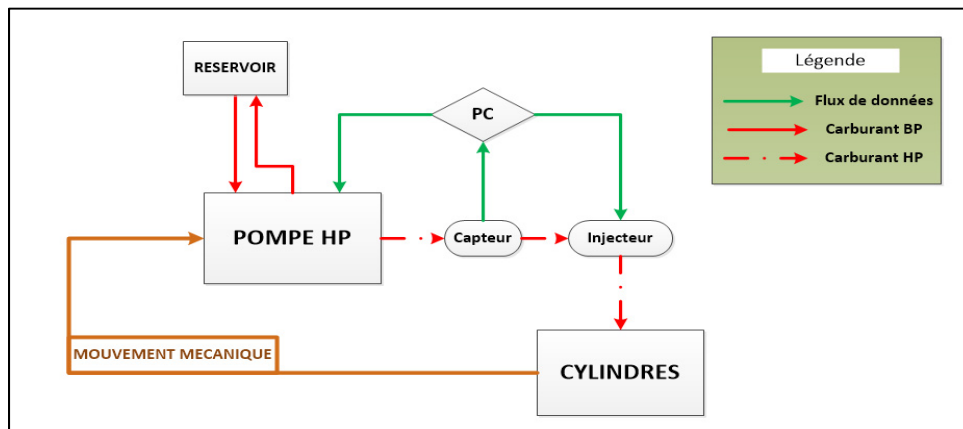 RESERVOIR
PC
POMPE HP
Capteur
Injecteur
MOUVEMENT MECANIQUE
CYLINDRES
Légende
Flux de données
Carburant BP
Carburant HP